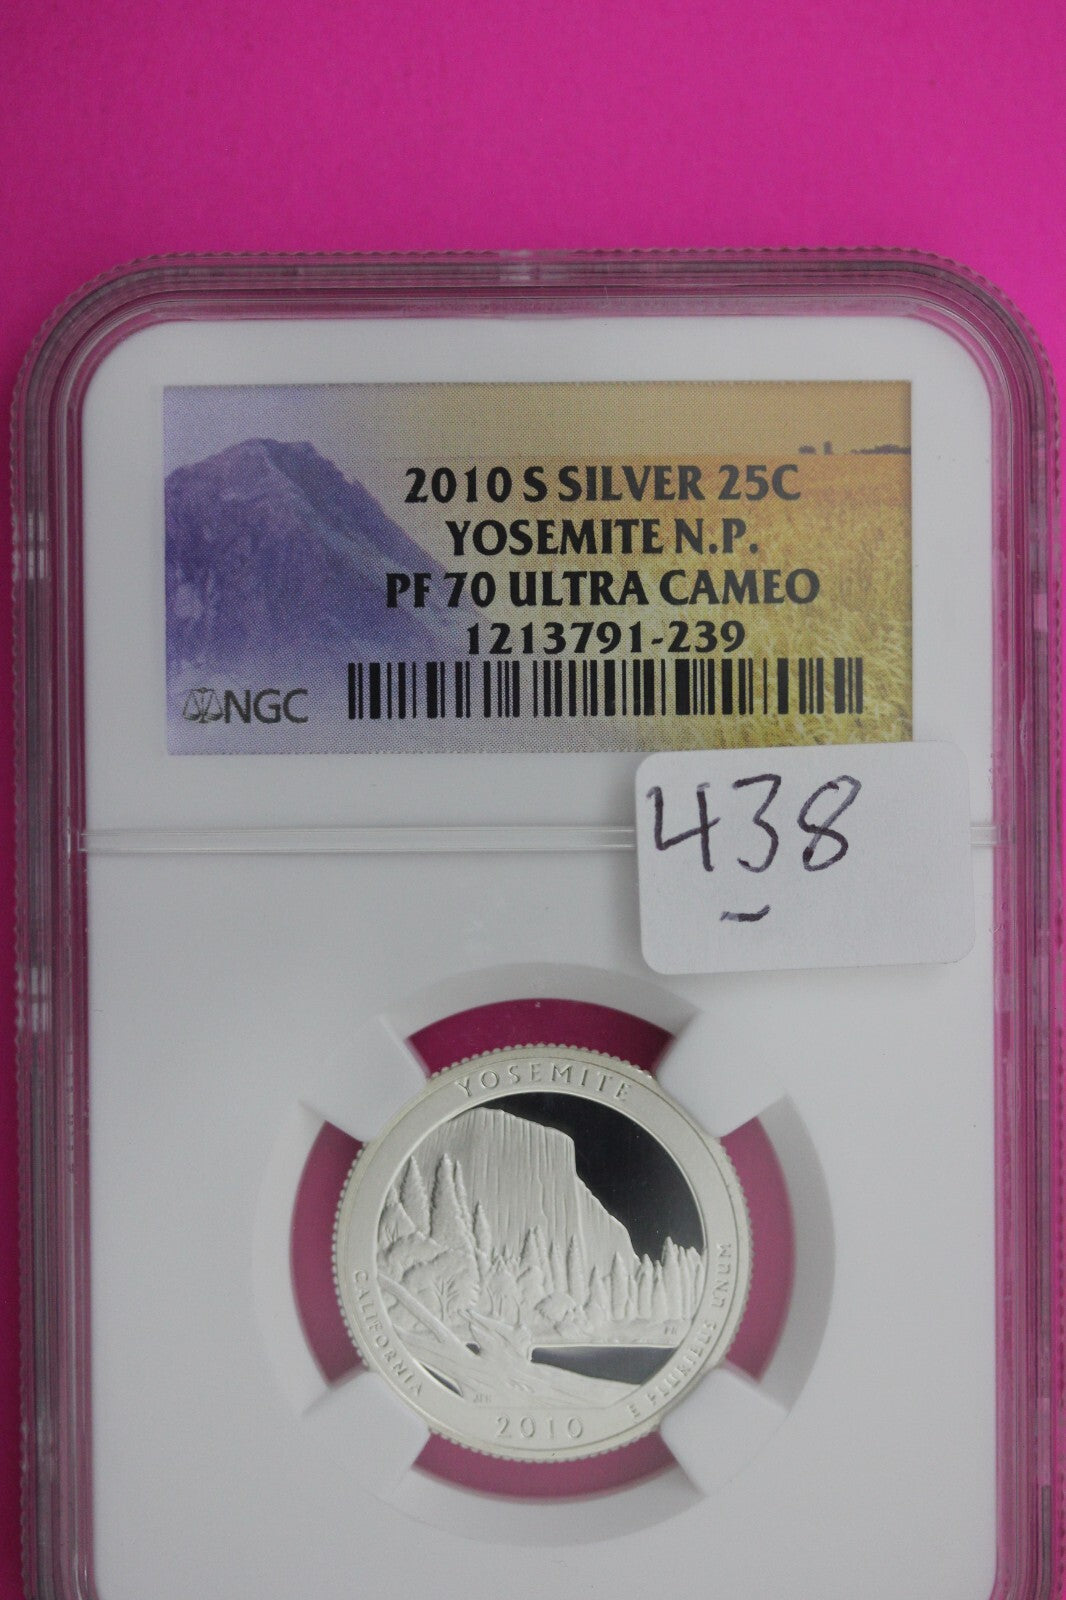 2010 S SILVER 25C
YOSEMITE N.P.
PF 70 ULTRA CAMEO
1213791-239
NGC
438
YOSEMITE
CALIFORNIA
2010
E PLURIBUS UNUM